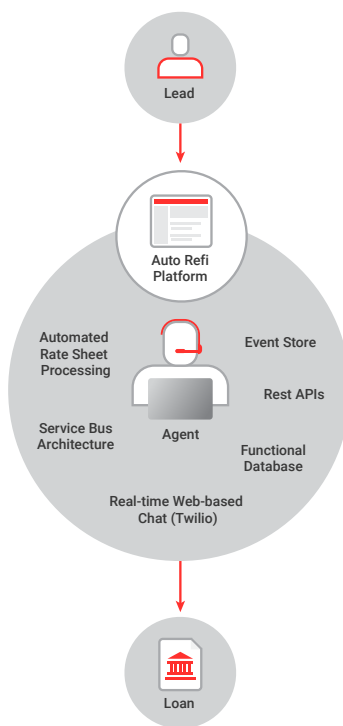 Lead
Auto Refi
Platform
Automated
Rate Sheet
Processing
Event Store
Rest APIs
Service Bus
Architecture
Agent
Functional
Database
Real-time Web-based
Chat (Twilio)
Loan